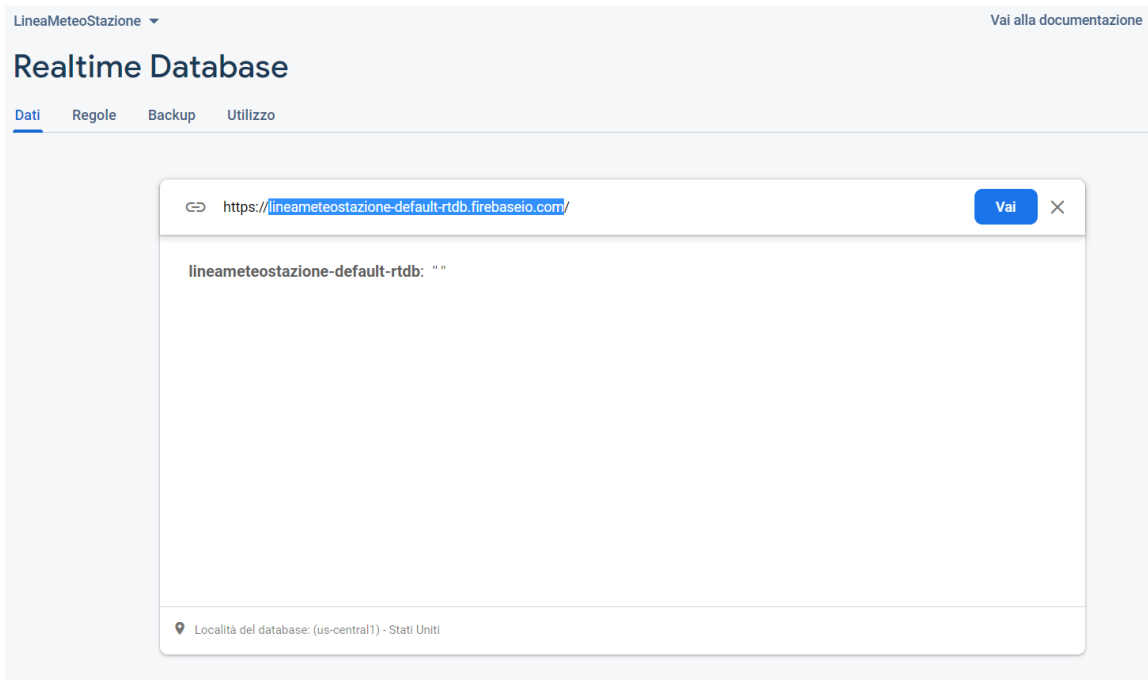 LineaMeteoStazione
Vai alla documentazione
Realtime Database
Dati Regole Backup Utilizzo
https://lineameteostazione-default-rtdb.firebaseio.com/
Vai
lineameteostazione-default-rtdb: ""
Località del database: (us-central1) - Stati Uniti